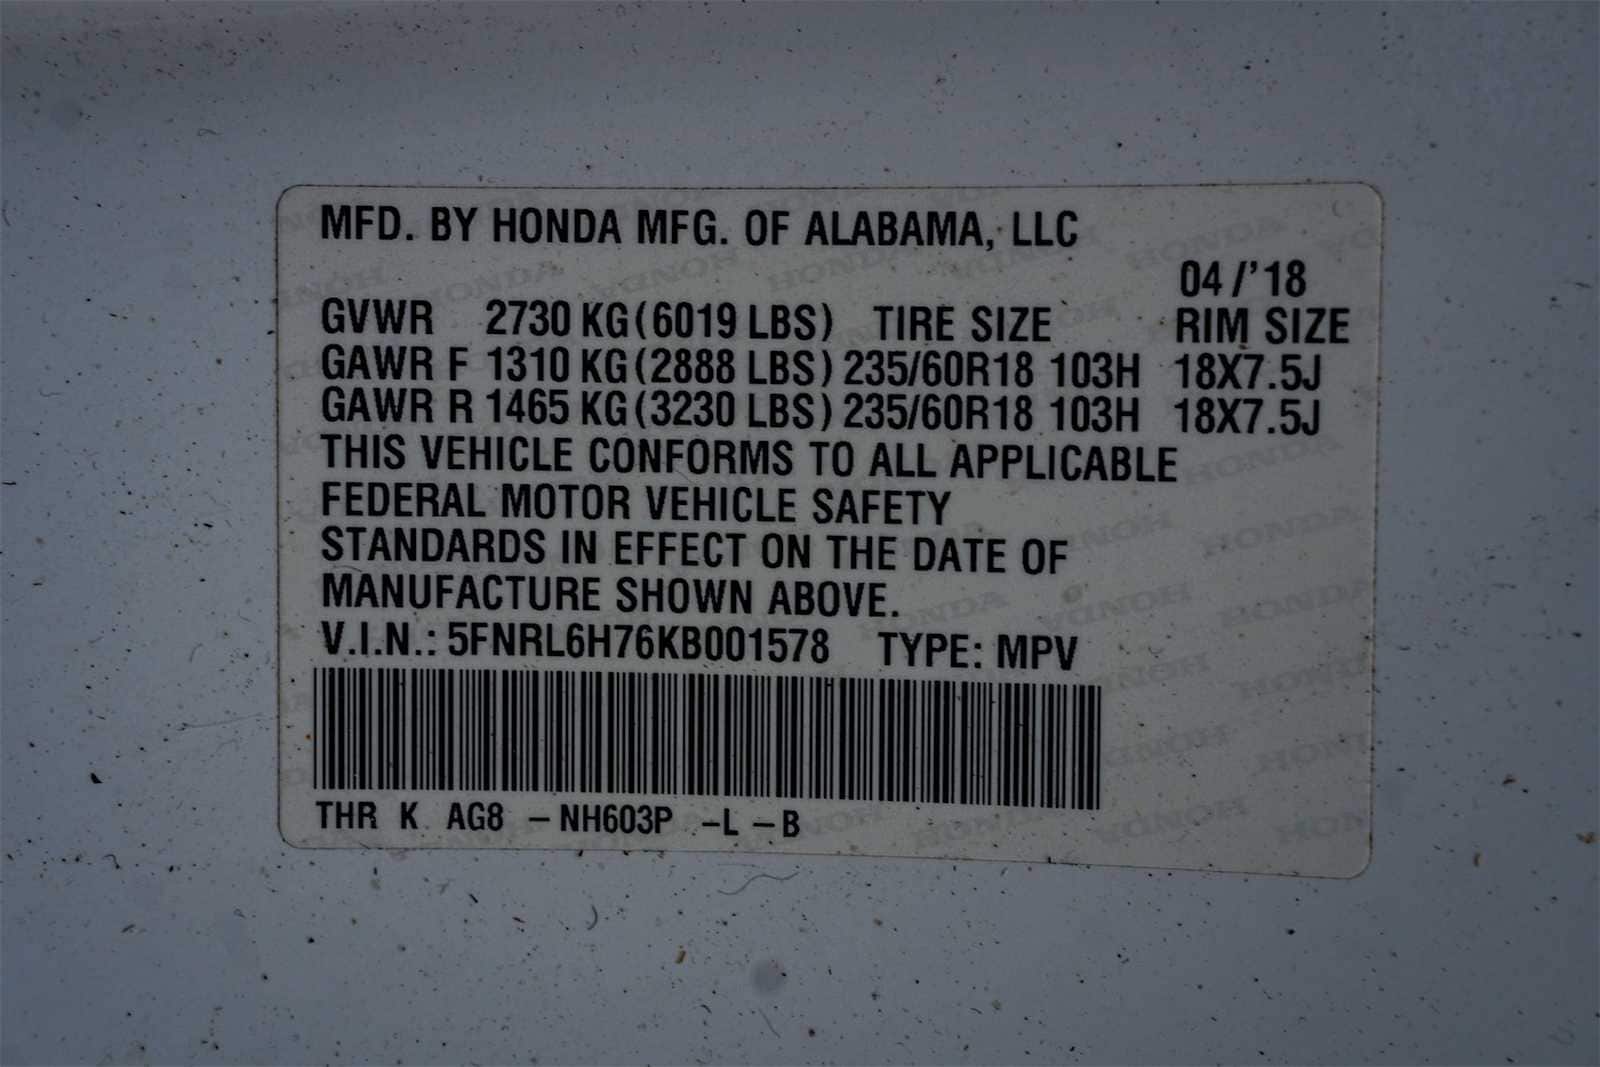 MFD. BY HONDA MFG. OF ALABAMA, LLC
04/'18
GVWR 2730 KG (6019 LBS) TIRE SIZE RIM SIZE
GAWR F 1310 KG (2888 LBS) 235/60R18 103H 18X7.5J
GAWR R 1465 KG (3230 LBS) 235/60R18 103H 18X7.5J
THIS VEHICLE CONFORMS TO ALL APPLICABLE
FEDERAL MOTOR VEHICLE SAFETY
STANDARDS IN EFFECT ON THE DATE OF
MANUFACTURE SHOWN ABOVE.
V.I.N.: 5FNRL6H76KB001578 TYPE: MPV
THR K AG8 -NH603P -L -B